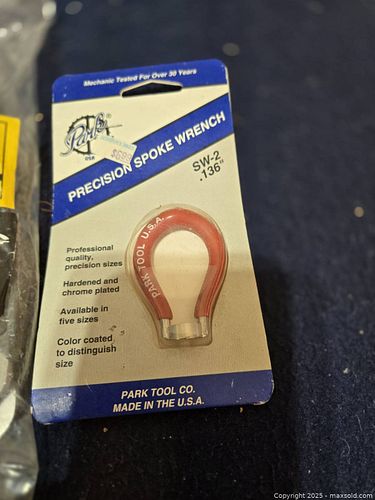 Mechanic Tested For Over 30 Years
Park
USA
PRECISION SPOKE WRENCH
SW-2
.136"
PARK TOOL U.S.A.
Professional
quality,
precision sizes
Hardened and
chrome plated
Available in
five sizes
Color coated
to distinguish
size
PARK TOOL CO.
MADE IN THE U.S.A.
Copyright © 2025 - maxsold.com